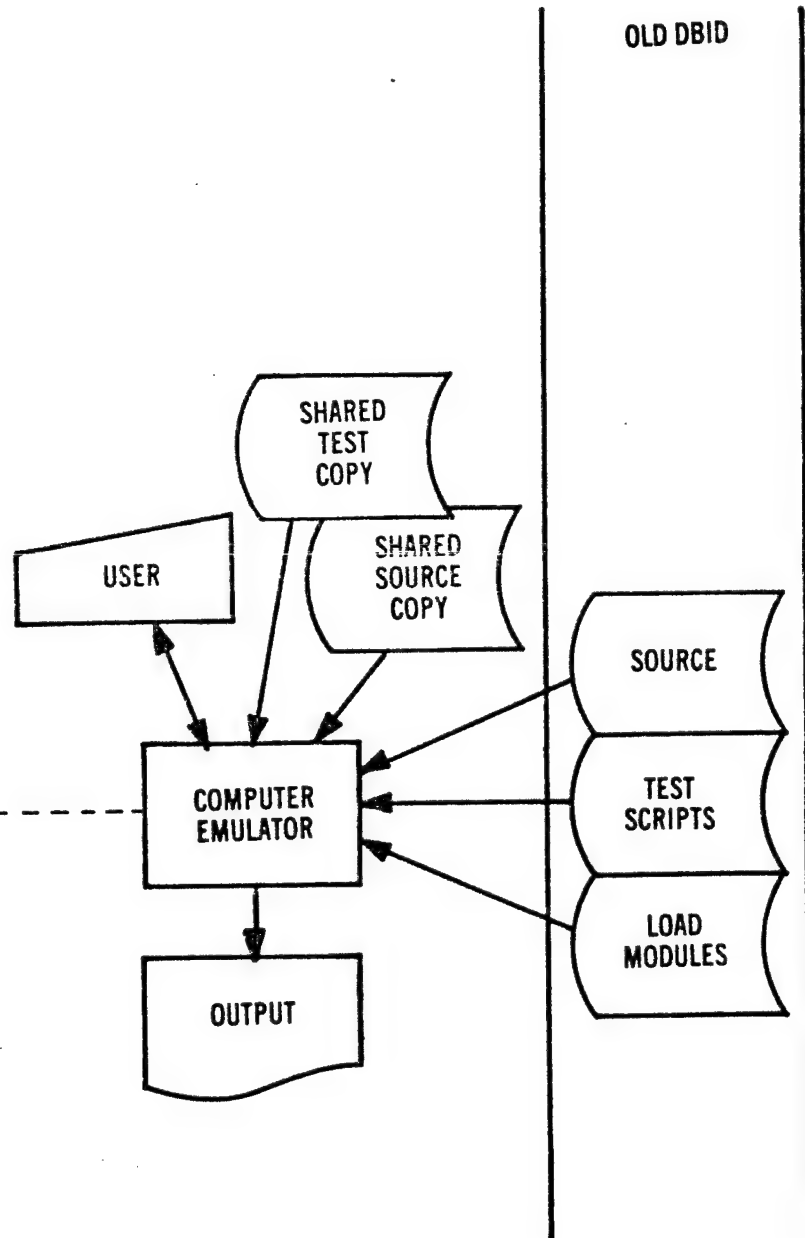 OLD DBID
SHARED
TEST
COPY
SHARED
SOURCE
COPY
USER
SOURCE
COMPUTER
EMULATOR
TEST
SCRIPTS
LOAD
MODULES
OUTPUT